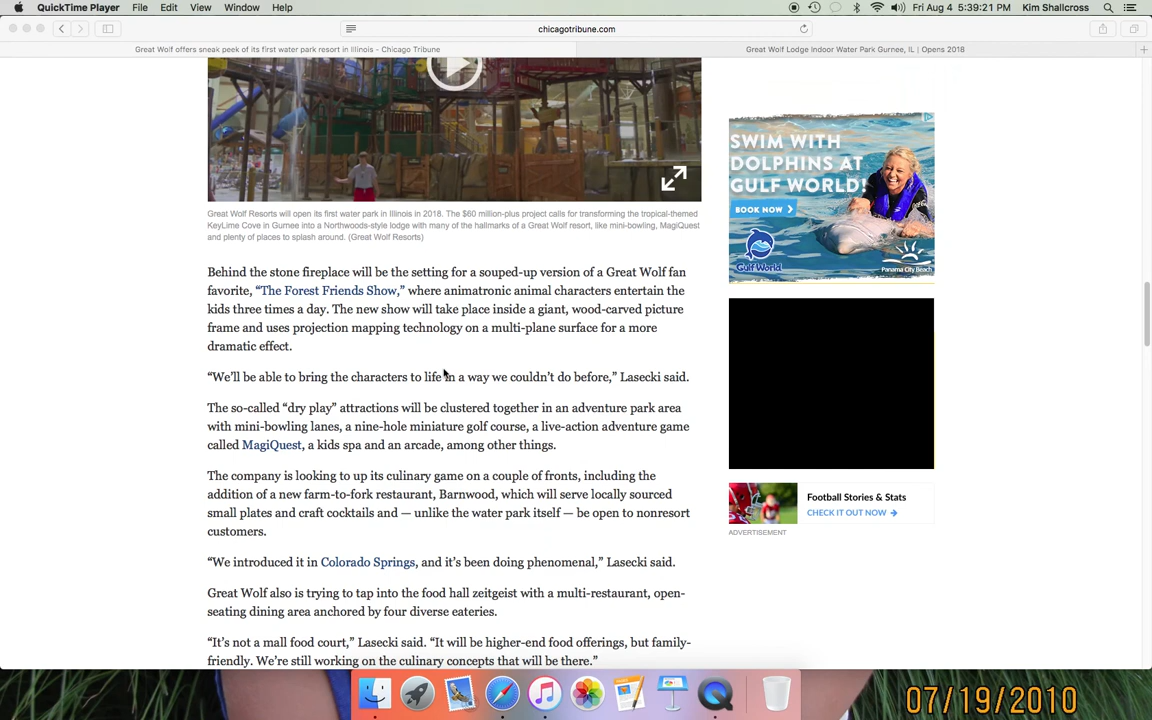 QuickTime Player File Edit View Window Help Fri Aug 4 5:39:21 PM Kim Shallcross
chicagotribune.com
Great Wolf offers sneak peek of its first water park resort in Illinois - Chicago Tribune
Great Wolf Lodge Indoor Water Park Gurnee, IL | Opens 2018
Great Wolf Resorts will open its first water park in Illinois in 2018. The $60 million-plus project calls for transforming the tropical-themed
KeyLime Cove in Gurnee into a Northwoods-style lodge with many of the hallmarks of a Great Wolf resort, like mini-bowling, MagiQuest
and plenty of places to splash around. (Great Wolf Resorts)
Behind the stone fireplace will be the setting for a souped-up version of a Great Wolf fan
favorite, “The Forest Friends Show,” where animatronic animal characters entertain the
kids three times a day. The new show will take place inside a giant, wood-carved picture
frame and uses projection mapping technology on a multi-plane surface for a more
dramatic effect.
“We’ll be able to bring the characters to life in a way we couldn’t do before,” Lasecki said.
The so-called “dry play” attractions will be clustered together in an adventure park area
with mini-bowling lanes, a nine-hole miniature golf course, a live-action adventure game
called MagiQuest, a kids spa and an arcade, among other things.
The company is looking to up its culinary game on a couple of fronts, including the
addition of a new farm-to-fork restaurant, Barnwood, which will serve locally sourced
small plates and craft cocktails and — unlike the water park itself — be open to nonresort
customers.
“We introduced it in Colorado Springs, and it’s been doing phenomenal,” Lasecki said.
Great Wolf also is trying to tap into the food hall zeitgeist with a multi-restaurant, open-
seating dining area anchored by four diverse eateries.
“It’s not a mall food court,” Lasecki said. “It will be higher-end food offerings, but family-
friendly. We’re still working on the culinary concepts that will be there.”
SWIM WITH
DOLPHINS AT
GULF WORLD!
BOOK NOW
Gulf World
Panama City Beach
Football Stories & Stats
CHECK IT OUT NOW
ADVERTISEMENT
07/19/2010